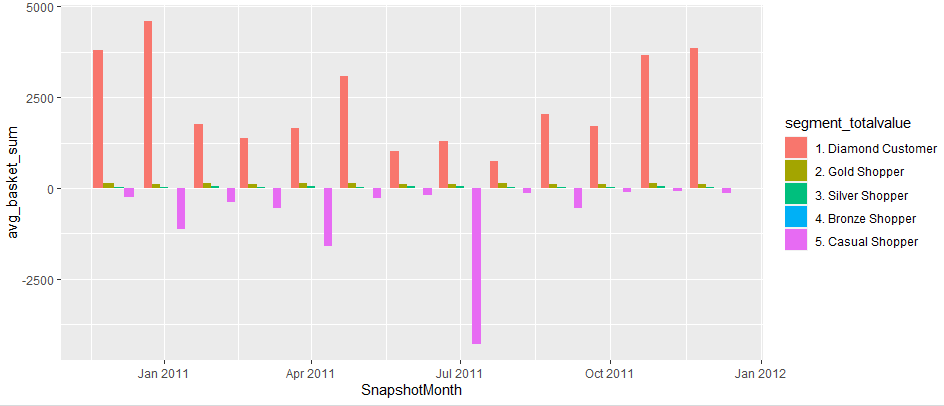 5000
2500
0
-2500
avg_basket_sum
Jan 2011
Apr 2011
Jul 2011
Oct 2011
Jan 2012
SnapshotMonth
segment_totalvalue
1. Diamond Customer
2. Gold Shopper
3. Silver Shopper
4. Bronze Shopper
5. Casual Shopper